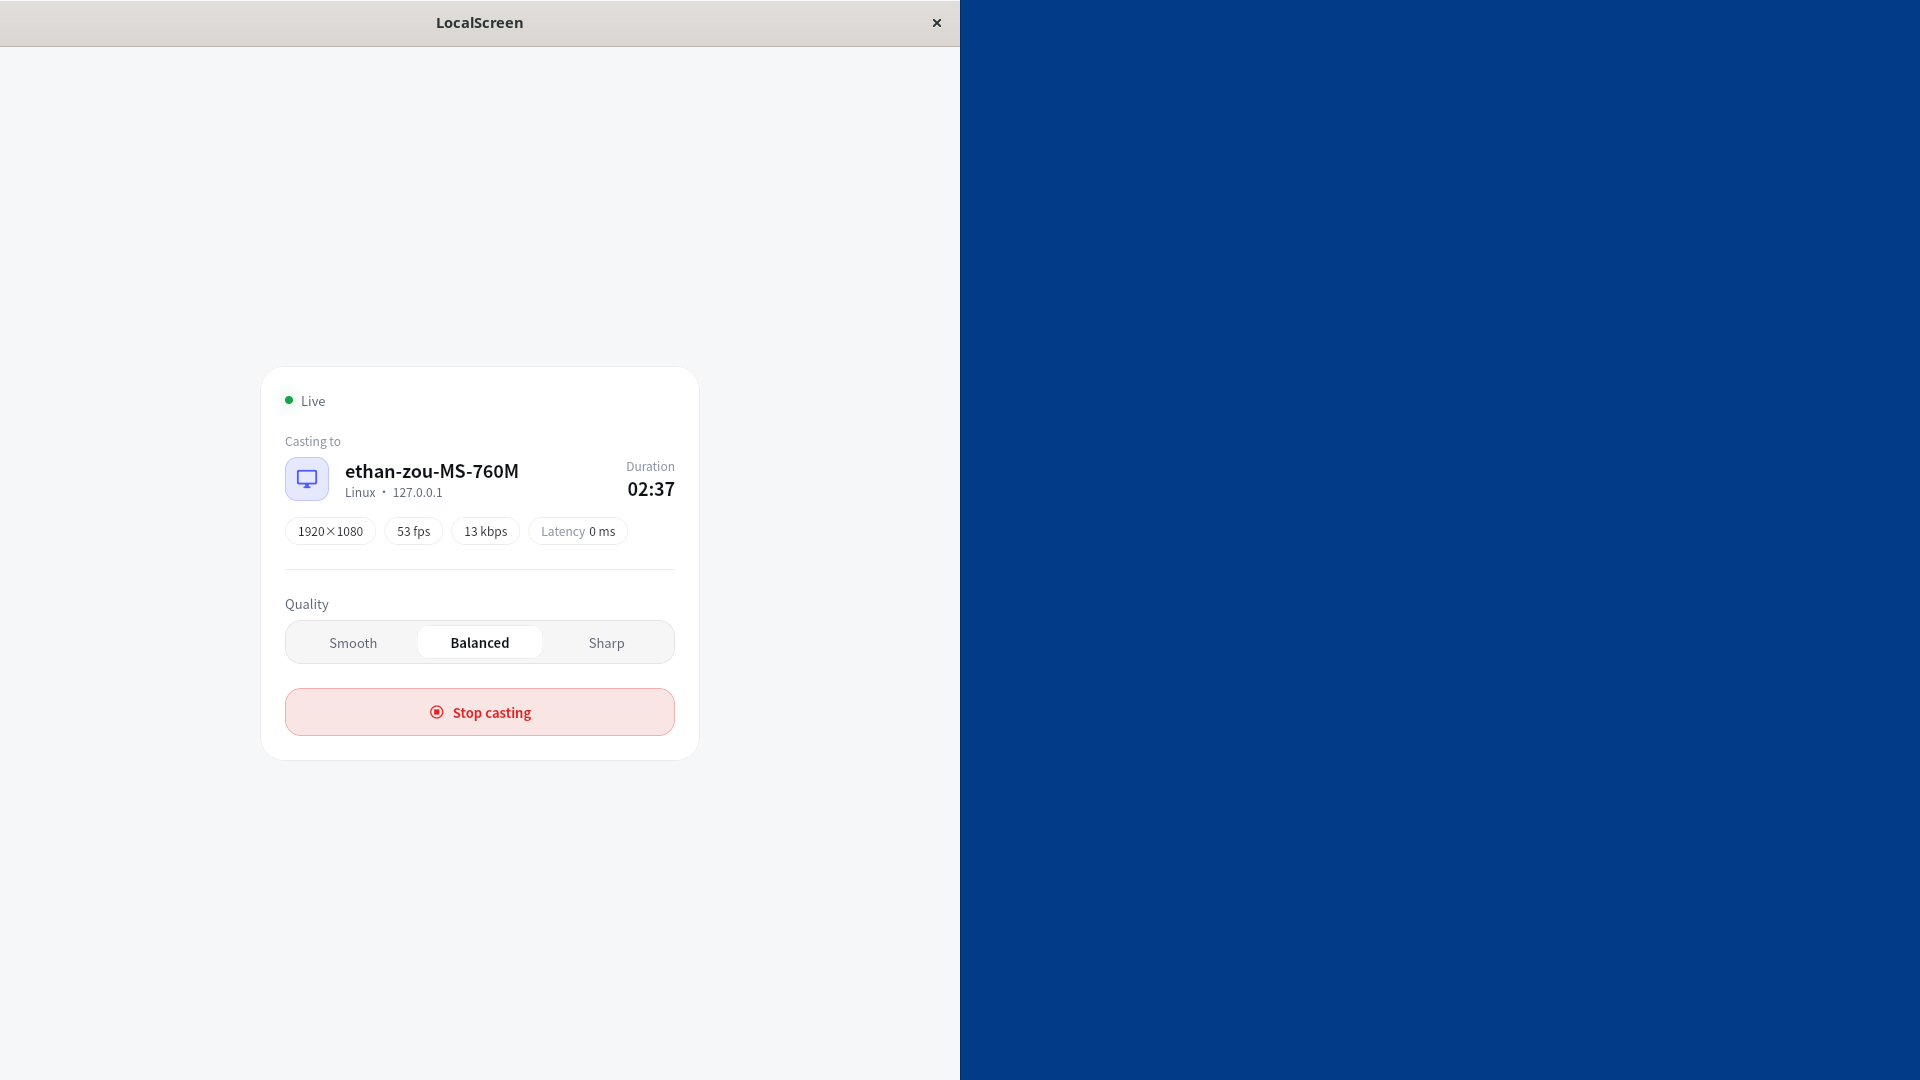 LocalScreen
Live
Casting to
ethan-zou-MS-760M
Linux • 127.0.0.1
Duration
02:37
1920×1080
53 fps
13 kbps
Latency 0 ms
Quality
Smooth
Balanced
Sharp
Stop casting